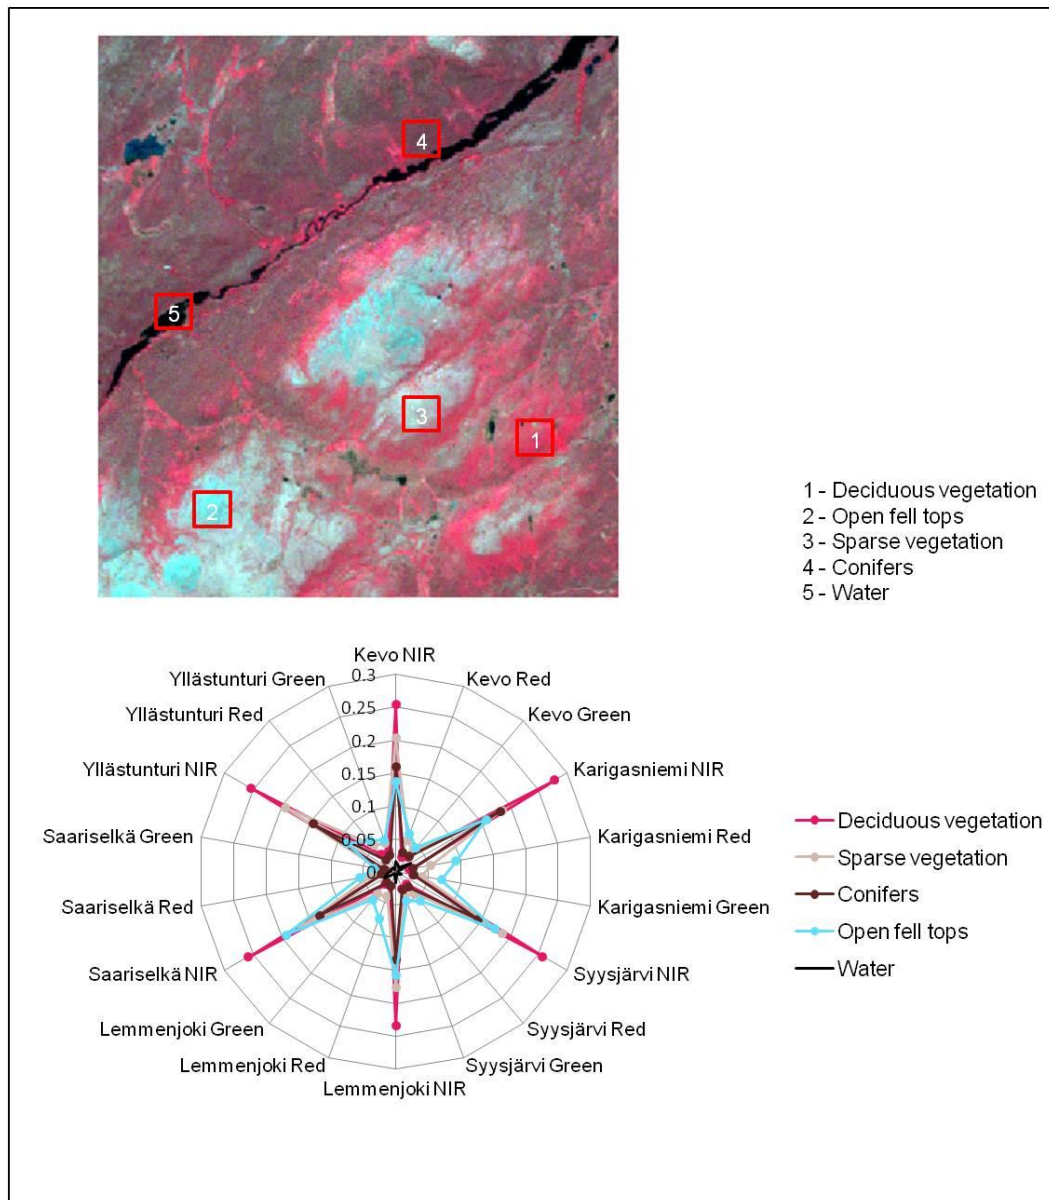 4
5
3
1
2
1 - Deciduous vegetation
2 - Open fell tops
3 - Sparse vegetation
4 - Conifers
5 - Water
Kevo NIR
Yllästunturi Green
Kevo Red
Yllästunturi Red
Kevo Green
Yllästunturi NIR
Karigasniemi NIR
Saariselkä Green
Karigasniemi Red
Saariselkä Red
Karigasniemi Green
Saariselkä NIR
Syysjärvi NIR
Lemmenjoki Green
Syysjärvi Red
Lemmenjoki Red
Syysjärvi Green
Lemmenjoki NIR
0.3
0.25
0.2
0.15
0.1
0.05
0
Deciduous vegetation
Sparse vegetation
Conifers
Open fell tops
Water